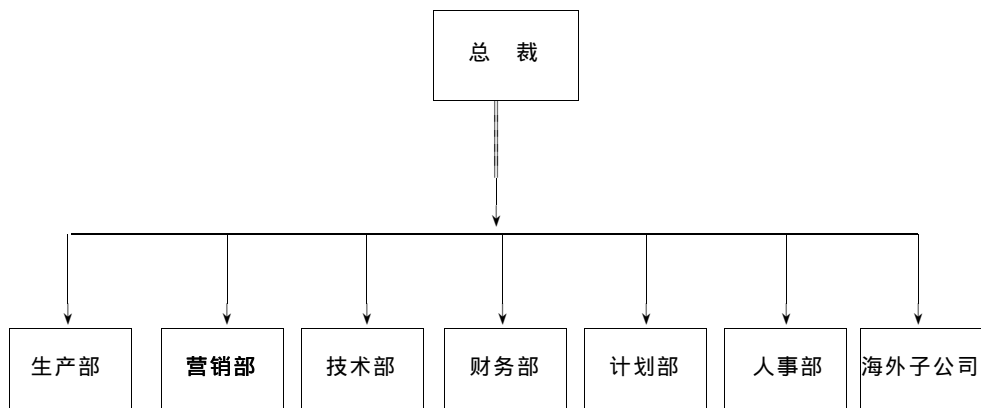 总 裁
生产部
营销部
技术部
财务部
计划部
人事部
海外子公司